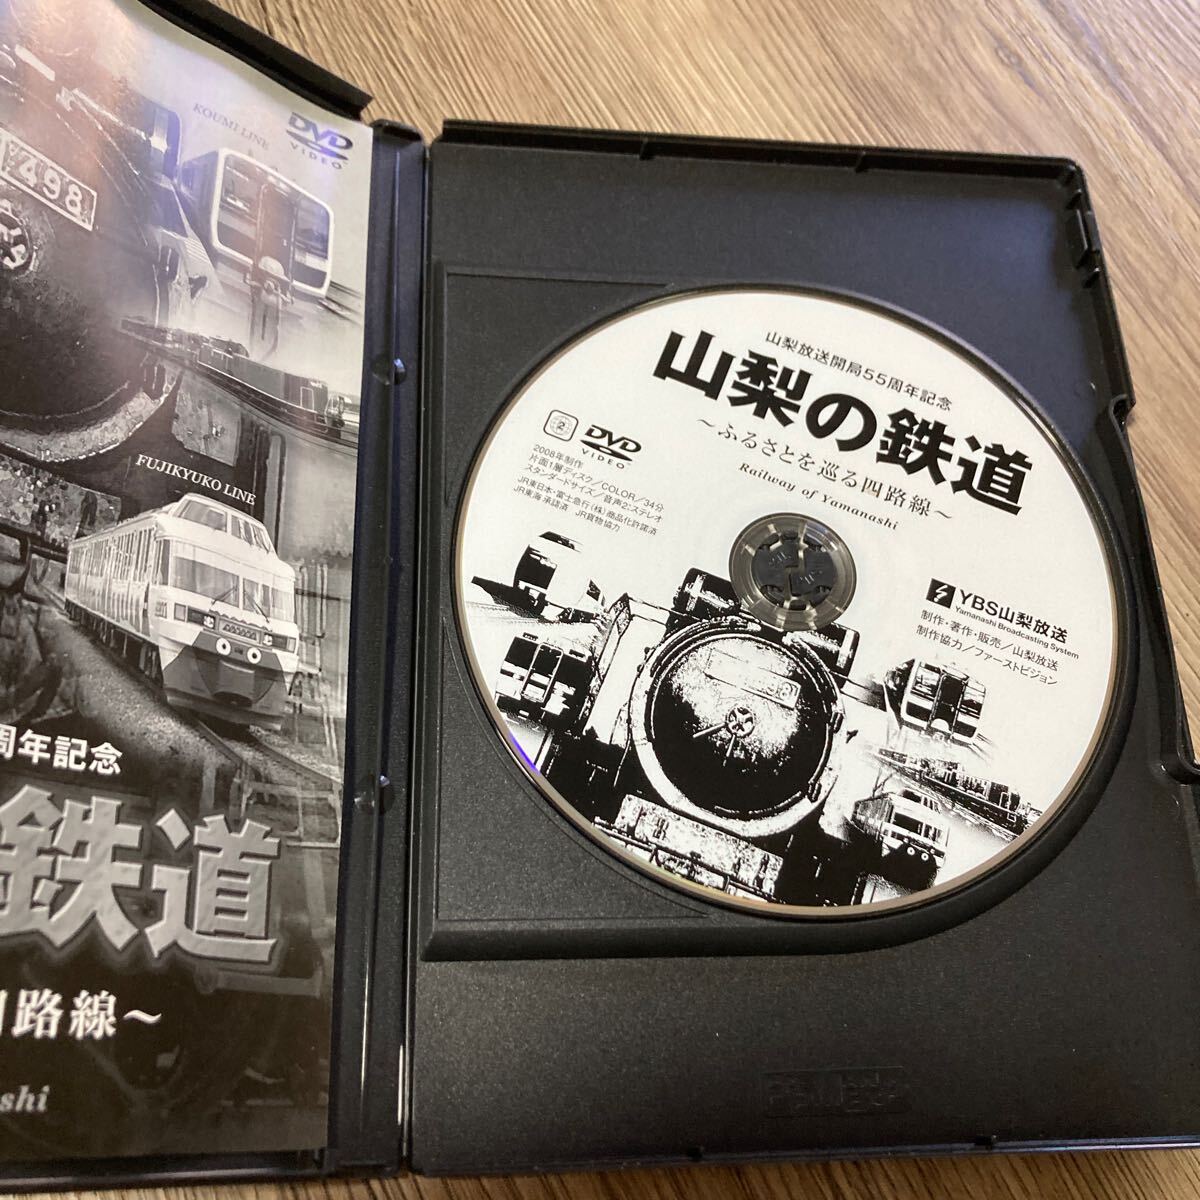 KOUMI LINE
DVD
VIDEO
498
FUJIKYUKO LINE
周年記念
鉄道
路線～
shi
山梨放送開局55周年記念
山梨の鉄道
～ふるさとを巡る四路線～
Railway of Yamanashi
2
DVD
VIDEO
2008年制作
片面1層ディスク／COLOR／34分
スタンダードサイズ／音声2：ステレオ
JR東日本・富士急行(株)商品化許諾済
JR東海 承認済 JR貨物協力
YBS山梨放送
Yamanashi Broadcasting System
制作・著作・販売／山梨放送
制作協力／ファーストビジョン